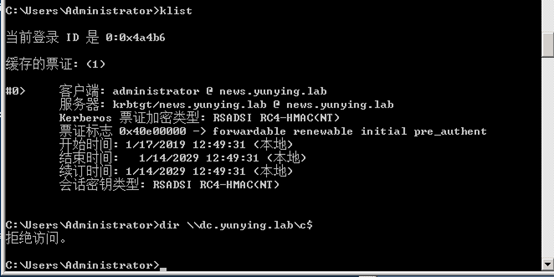 C:\Users\Administrator>klist
当前登录 ID 是 0:0x4a4b6
缓存的票证: (1)
#0> 客户端: administrator @ news.yunying.lab
服务器: krbtgt/news.yunying.lab @ news.yunying.lab
Kerberos 票证加密类型: RSADSI RC4-HMAC(NT)
票证标志 0x40e00000 -> forwardable renewable initial pre_authent
开始时间: 1/17/2019 12:49:31 (本地)
结束时间: 1/14/2029 12:49:31 (本地)
续订时间: 1/14/2029 12:49:31 (本地)
会话密钥类型: RSADSI RC4-HMAC(NT)
C:\Users\Administrator>dir \\dc.yunying.lab\c$
拒绝访问。
C:\Users\Administrator>